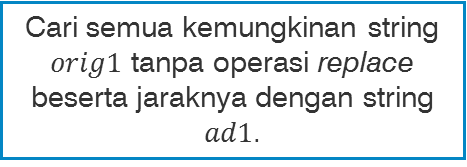 Cari semua kemungkinan string
orig1 tanpa operasi replace
beserta jaraknya dengan string
ad1.